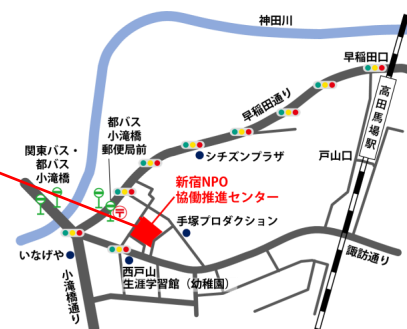 神田川
早稲田口
早稲田通り
高田馬場駅
都バス
小滝橋
郵便局前
シチズンプラザ
戸山口
関東バス・
都バス
小滝橋
新宿NPO
協働推進センター
手塚プロダクション
いなげや
西戸山
生涯学習館（幼稚園）
諏訪通り
小滝橋通り